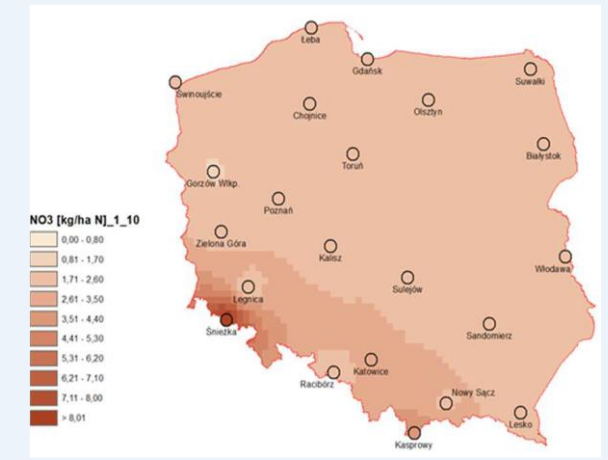 Łeba
Gdańsk
Suwałki
Świnoujście
Chojnice
Olsztyn
Toruń
Białystok
Gorzów Wlkp.
Poznań
NO3 [kg/ha N]_1_10
0,00 - 0,80
0,81 - 1,70
1,71 - 2,60
2,61 - 3,50
3,51 - 4,40
4,41 - 5,30
5,31 - 6,20
6,21 - 7,10
7,11 - 8,00
> 8,01
Zielona Góra
Kalisz
Włodawa
Sulejów
Legnica
Śnieżka
Sandomierz
Katowice
Racibórz
Nowy Sącz
Lesko
Kasprowy